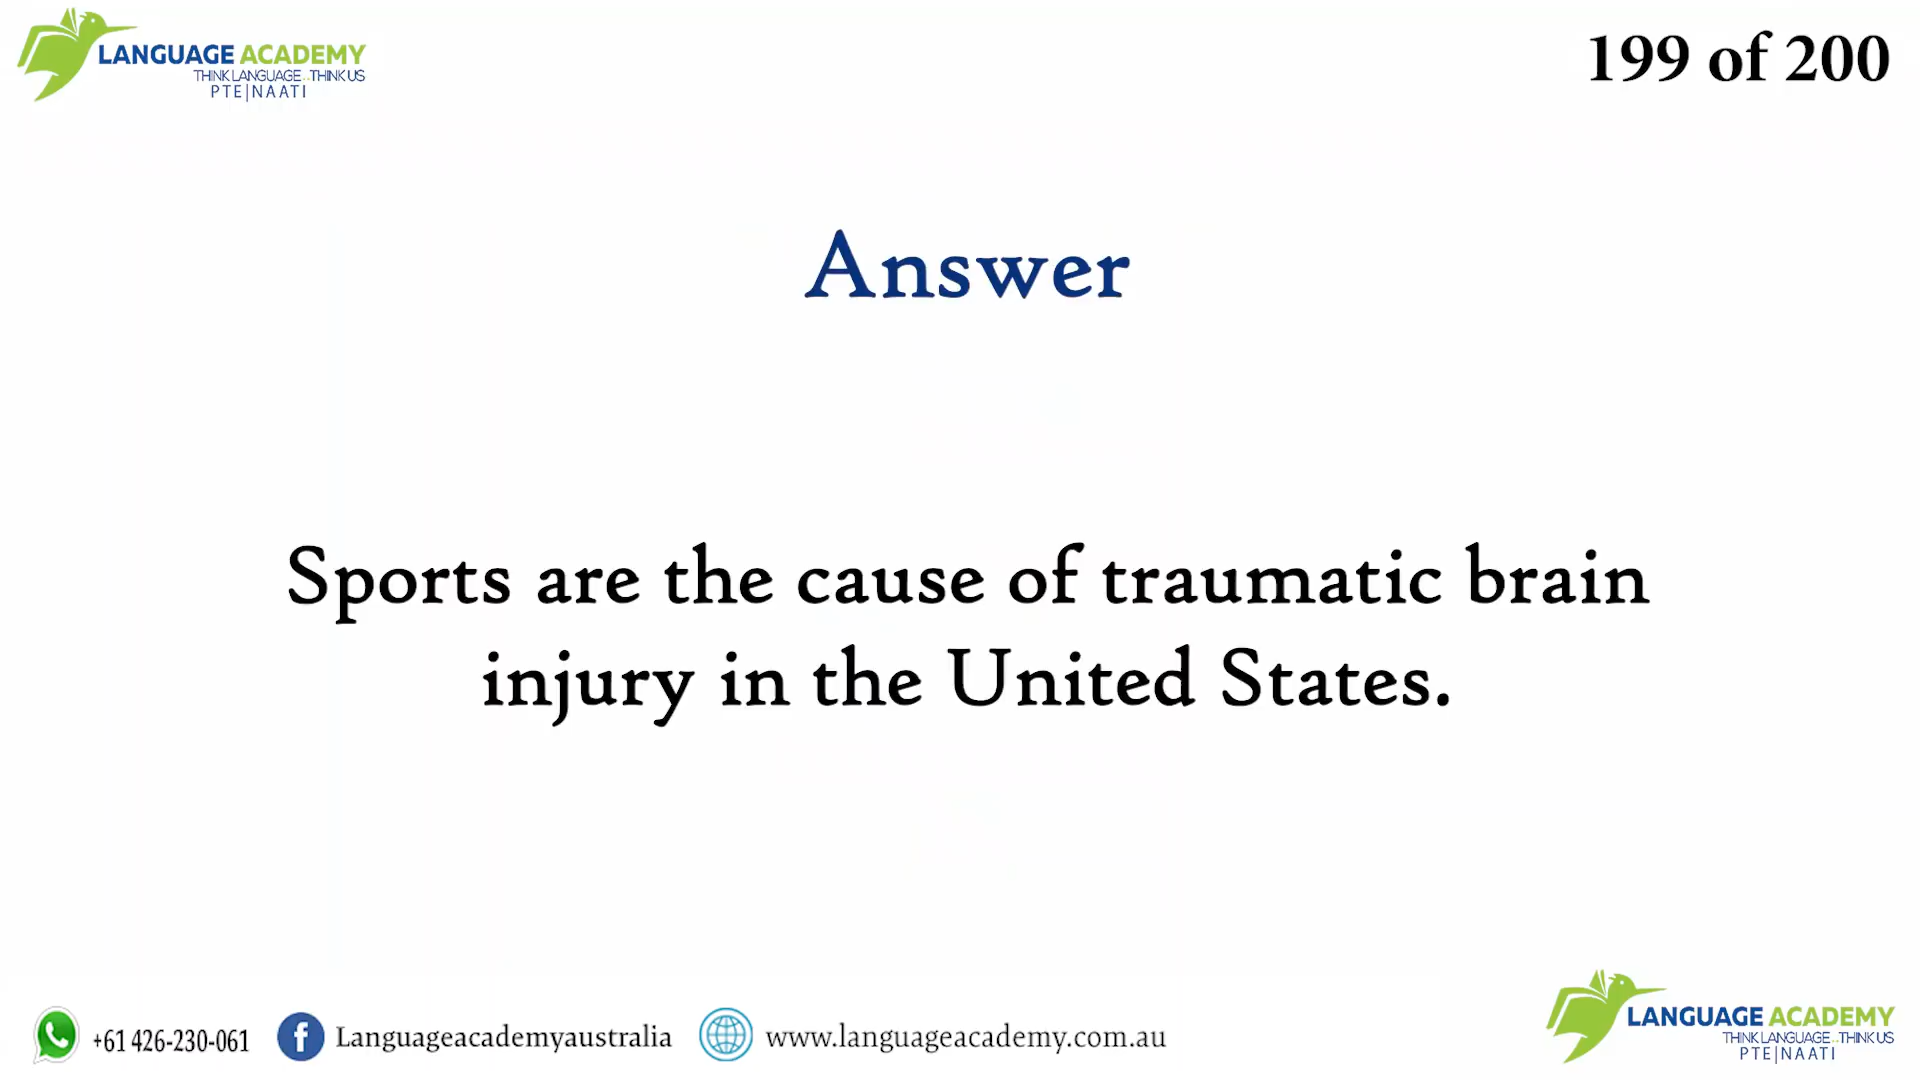 LANGUAGE ACADEMY
THINK LANGUAGE..THINK US
PTE|NAATI
199 of 200
Answer
Sports are the cause of traumatic brain
injury in the United States.
+61 426-230-061
Languageacademyaustralia
www.languageacademy.com.au
LANGUAGE ACADEMY
THINK LANGUAGE..THINK US
PTE|NAATI